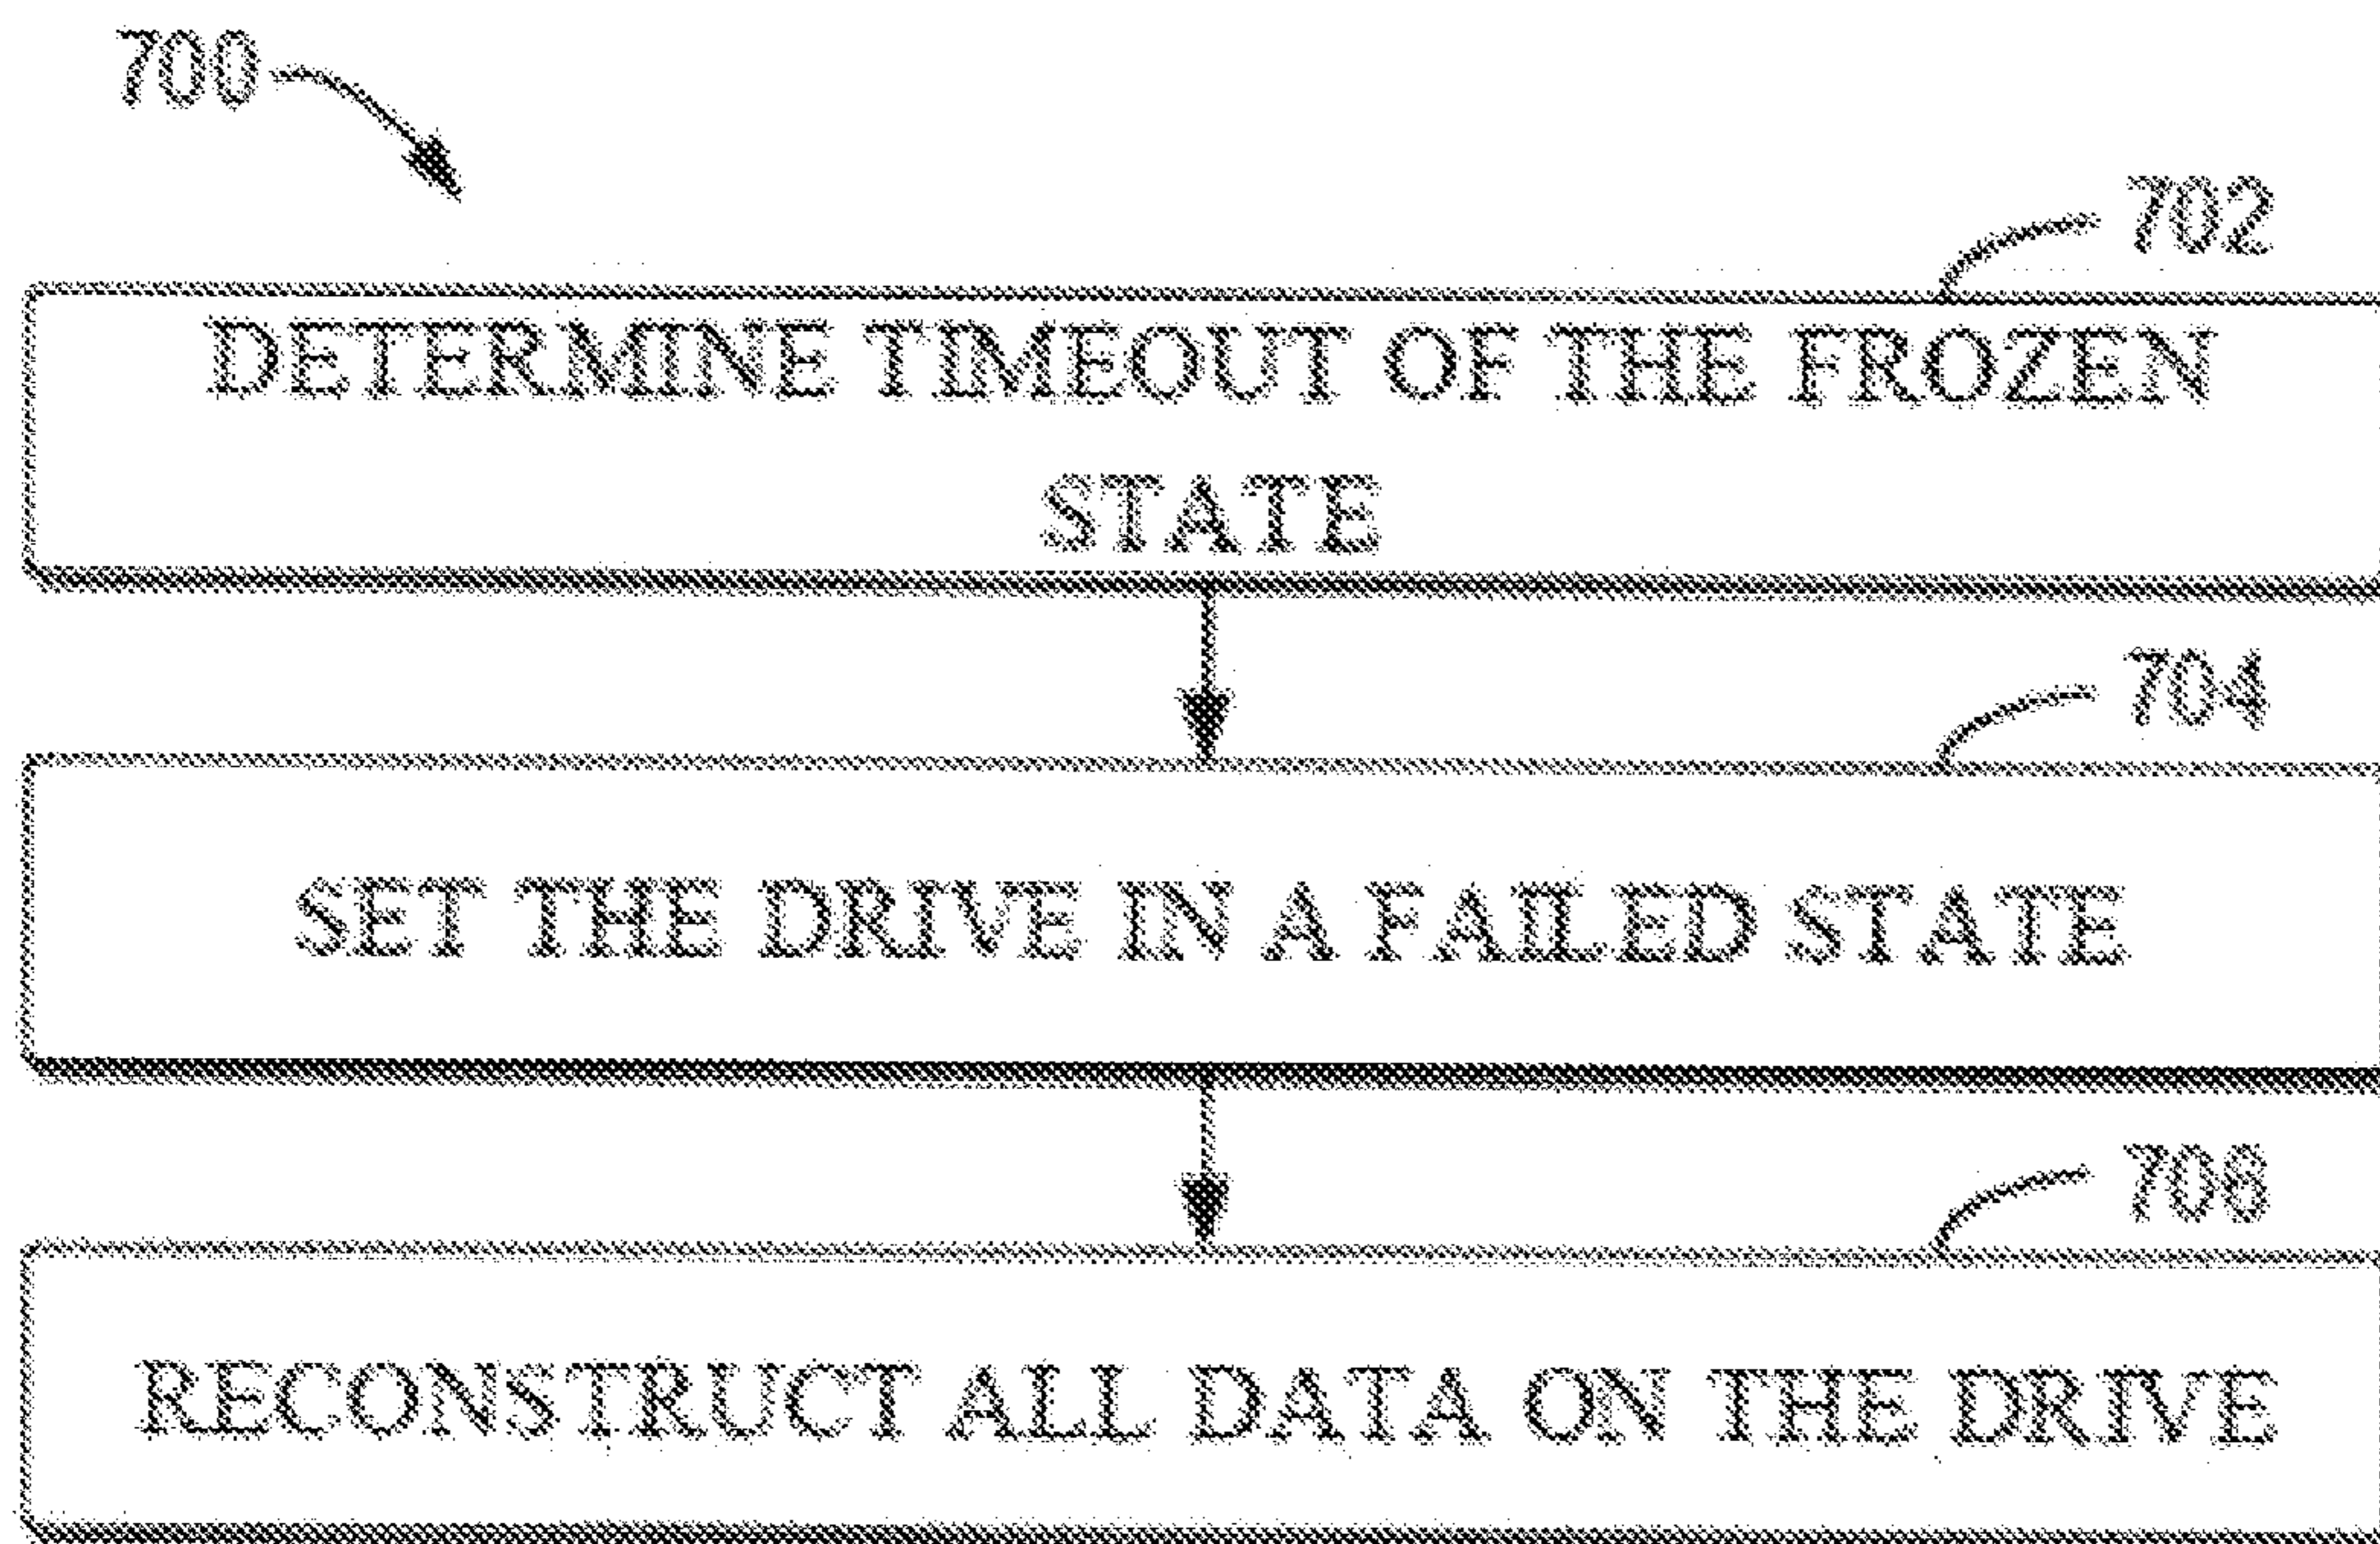 700
702
DETERMINE TIMEOUT OF THE FROZEN
STATE
704
SET THE DRIVE IN A FAILED STATE
706
RECONSTRUCT ALL DATA ON THE DRIVE